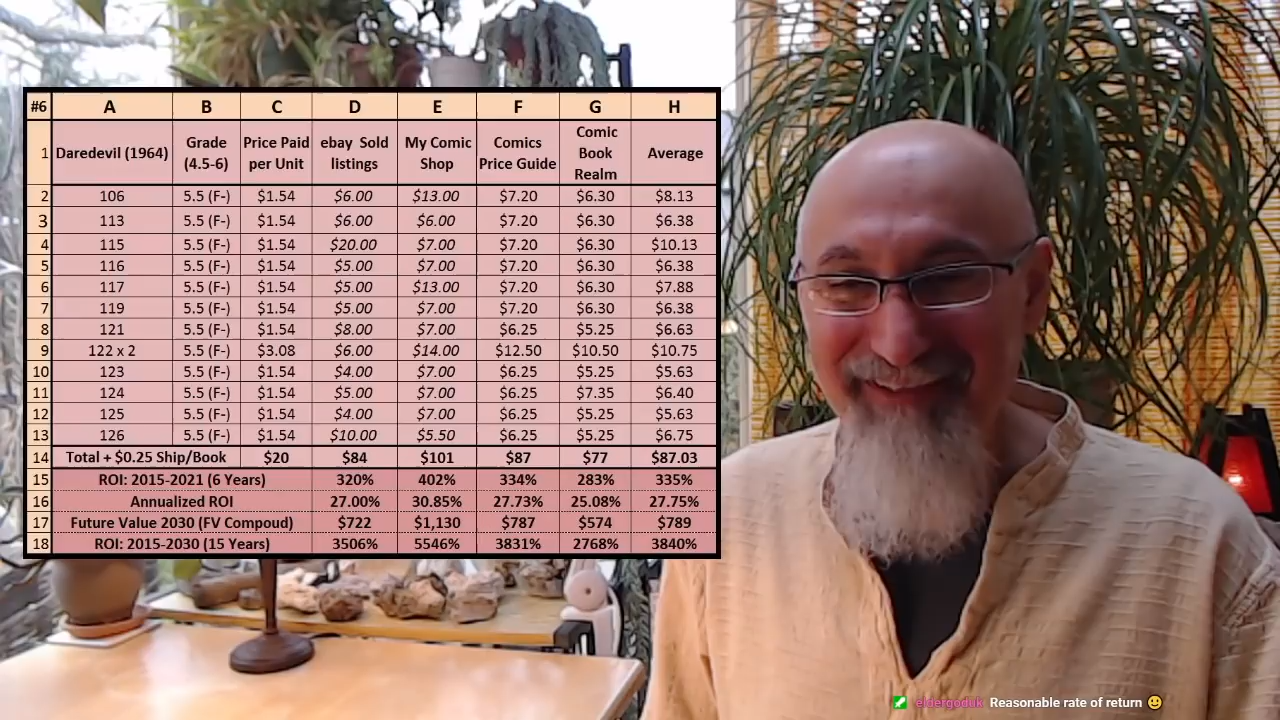 #6 A B C D E F G H
1 Daredevil (1964) Grade (4.5-6) Price Paid per Unit ebay Sold listings My Comic Shop Comics Price Guide Comic Book Realm Average
2 106 5.5 (F-) $1.54 $6.00 $13.00 $7.20 $6.30 $8.13
3 113 5.5 (F-) $1.54 $6.00 $6.00 $7.20 $6.30 $6.38
4 115 5.5 (F-) $1.54 $20.00 $7.00 $7.20 $6.30 $10.13
5 116 5.5 (F-) $1.54 $5.00 $7.00 $7.20 $6.30 $6.38
6 117 5.5 (F-) $1.54 $5.00 $13.00 $7.20 $6.30 $7.88
7 119 5.5 (F-) $1.54 $5.00 $7.00 $7.20 $6.30 $6.38
8 121 5.5 (F-) $1.54 $8.00 $7.00 $6.25 $5.25 $6.63
9 122 x 2 5.5 (F-) $3.08 $6.00 $14.00 $12.50 $10.50 $10.75
10 123 5.5 (F-) $1.54 $4.00 $7.00 $6.25 $5.25 $5.63
11 124 5.5 (F-) $1.54 $5.00 $7.00 $6.25 $7.35 $6.40
12 125 5.5 (F-) $1.54 $4.00 $7.00 $6.25 $5.25 $5.63
13 126 5.5 (F-) $1.54 $10.00 $5.50 $6.25 $5.25 $6.75
14 Total + $0.25 Ship/Book $20 $84 $101 $87 $77 $87.03
15 ROI: 2015-2021 (6 Years) 320% 402% 334% 283% 335%
16 Annualized ROI 27.00% 30.85% 27.73% 25.08% 27.75%
17 Future Value 2030 (FV Compoud) $722 $1,130 $787 $574 $789
18 ROI: 2015-2030 (15 Years) 3506% 5546% 3831% 2768% 3840%
eldergoduk Reasonable rate of return 🙂